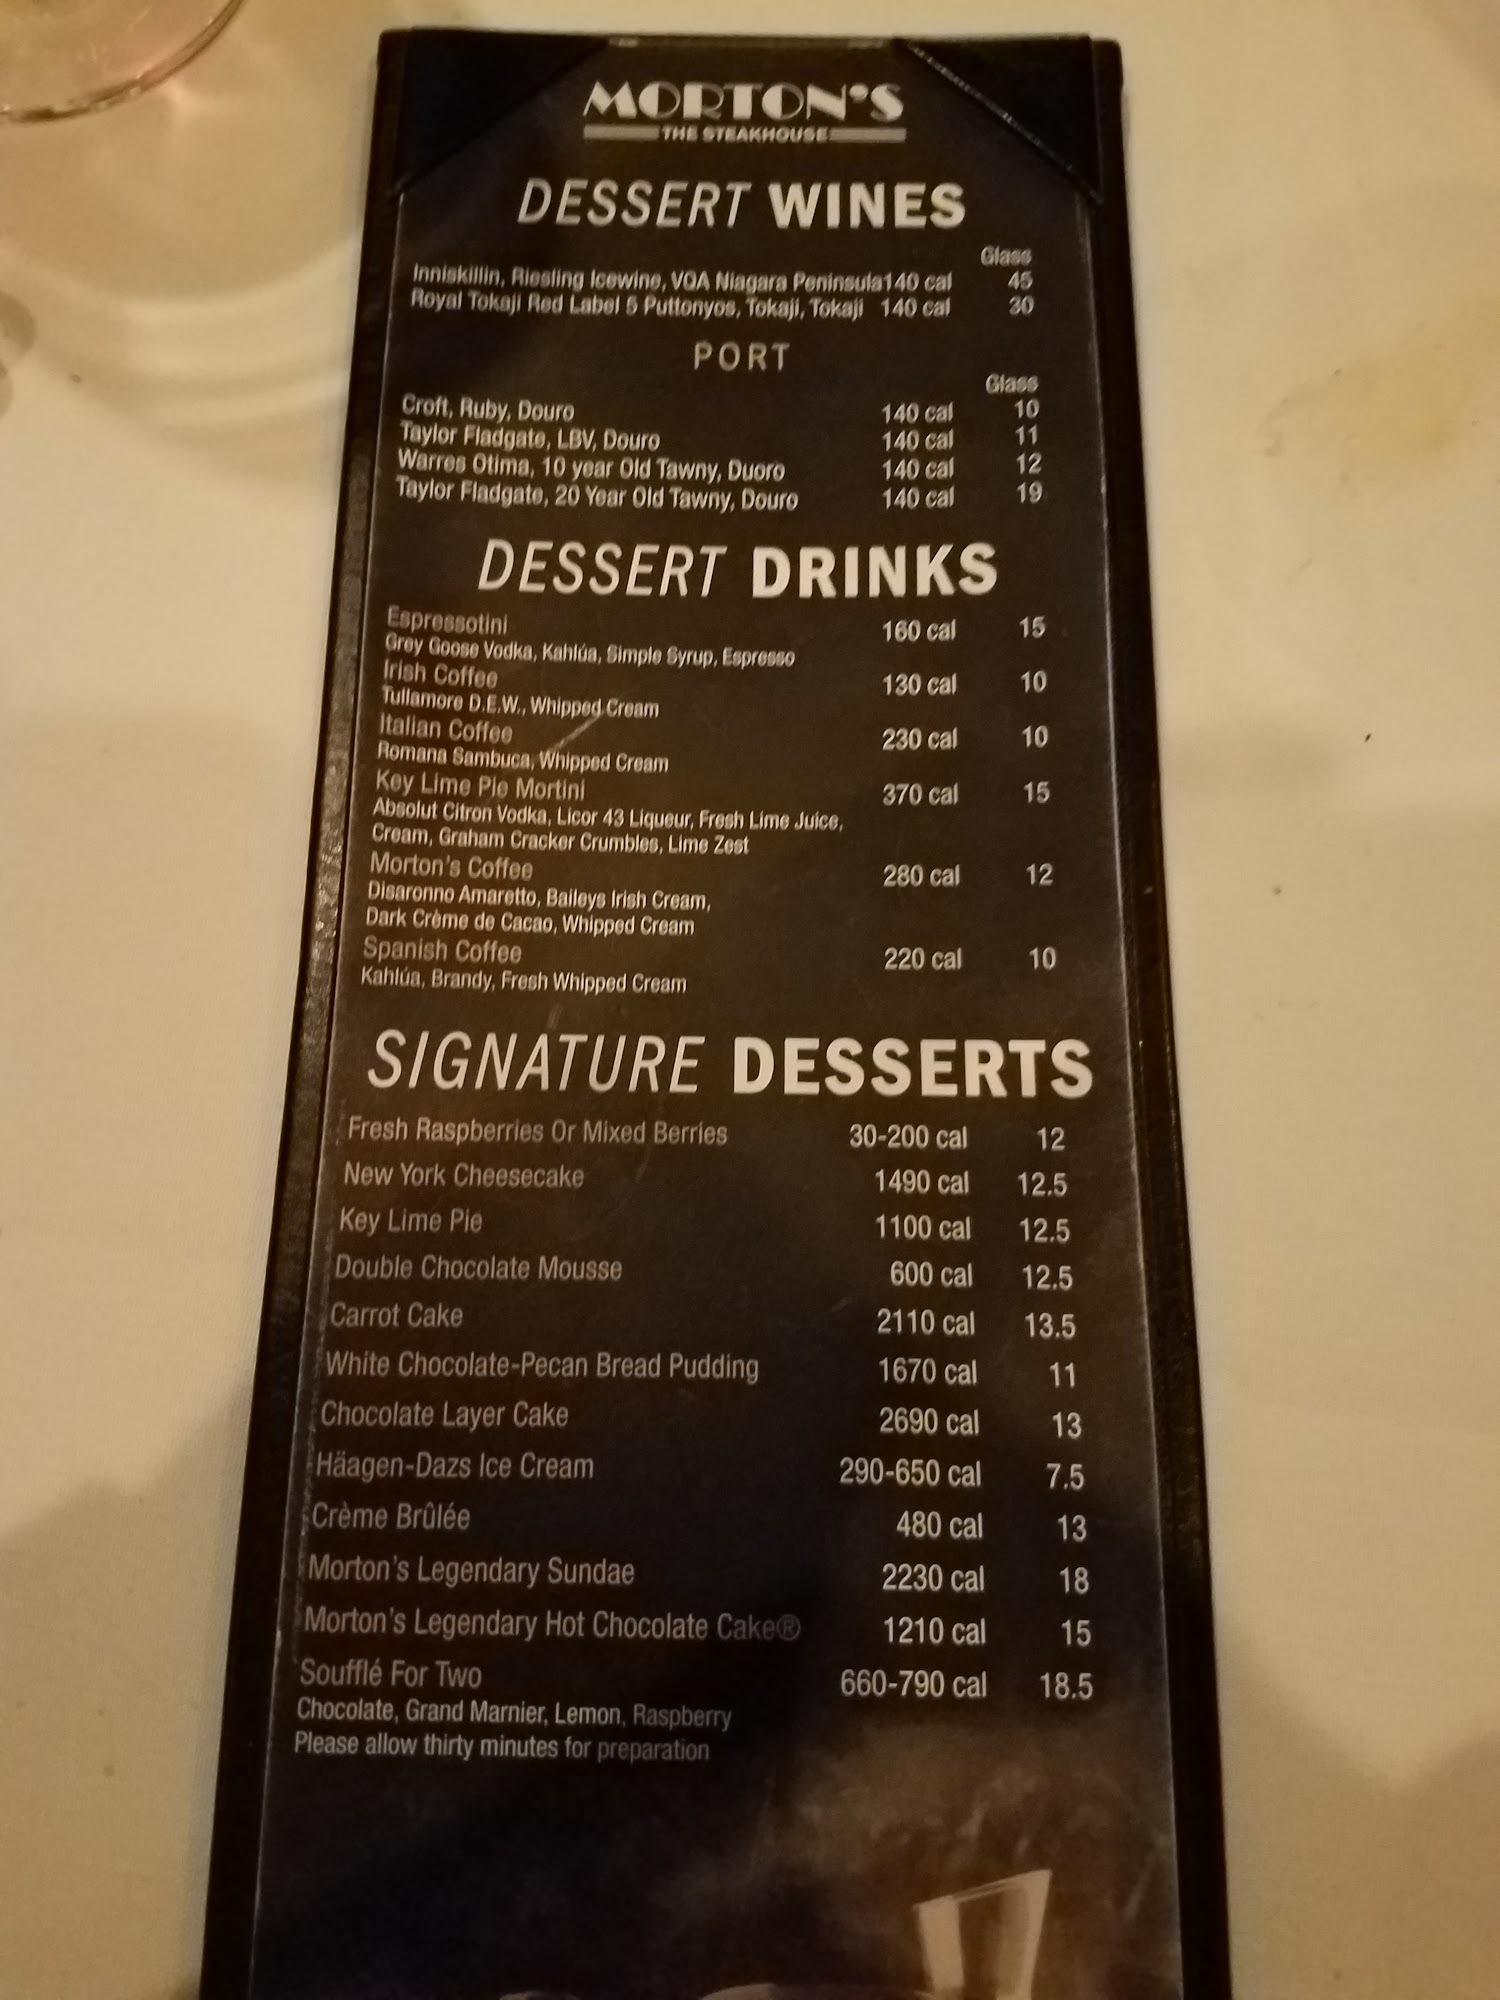 MORTON'S
THE STEAKHOUSE
DESSERT WINES
Glass
Inniskillin, Riesling Icewine, VQA Niagara Peninsula 140 cal 45
Royal Tokaji Red Label 5 Puttonyos, Tokaji, Tokaji 140 cal 30
PORT
Glass
Croft, Ruby, Douro 140 cal 10
Taylor Fladgate, LBV, Douro 140 cal 11
Warres Otima, 10 year Old Tawny, Duoro 140 cal 12
Taylor Fladgate, 20 Year Old Tawny, Douro 140 cal 19
DESSERT DRINKS
Espressotini 160 cal 15
Grey Goose Vodka, Kahlúa, Simple Syrup, Espresso
Irish Coffee 130 cal 10
Tullamore D.E.W., Whipped Cream
Italian Coffee 230 cal 10
Romana Sambuca, Whipped Cream
Key Lime Pie Mortini 370 cal 15
Absolut Citron Vodka, Licor 43 Liqueur, Fresh Lime Juice,
Cream, Graham Cracker Crumbles, Lime Zest
Morton's Coffee 280 cal 12
Disaronno Amaretto, Baileys Irish Cream,
Dark Crème de Cacao, Whipped Cream
Spanish Coffee 220 cal 10
Kahlúa, Brandy, Fresh Whipped Cream
SIGNATURE DESSERTS
Fresh Raspberries Or Mixed Berries 30-200 cal 12
New York Cheesecake 1490 cal 12.5
Key Lime Pie 1100 cal 12.5
Double Chocolate Mousse 600 cal 12.5
Carrot Cake 2110 cal 13.5
White Chocolate-Pecan Bread Pudding 1670 cal 11
Chocolate Layer Cake 2690 cal 13
Häagen-Dazs Ice Cream 290-650 cal 7.5
Crème Brûlée 480 cal 13
Morton's Legendary Sundae 2230 cal 18
Morton's Legendary Hot Chocolate Cake® 1210 cal 15
Soufflé For Two 660-790 cal 18.5
Chocolate, Grand Marnier, Lemon, Raspberry
Please allow thirty minutes for preparation